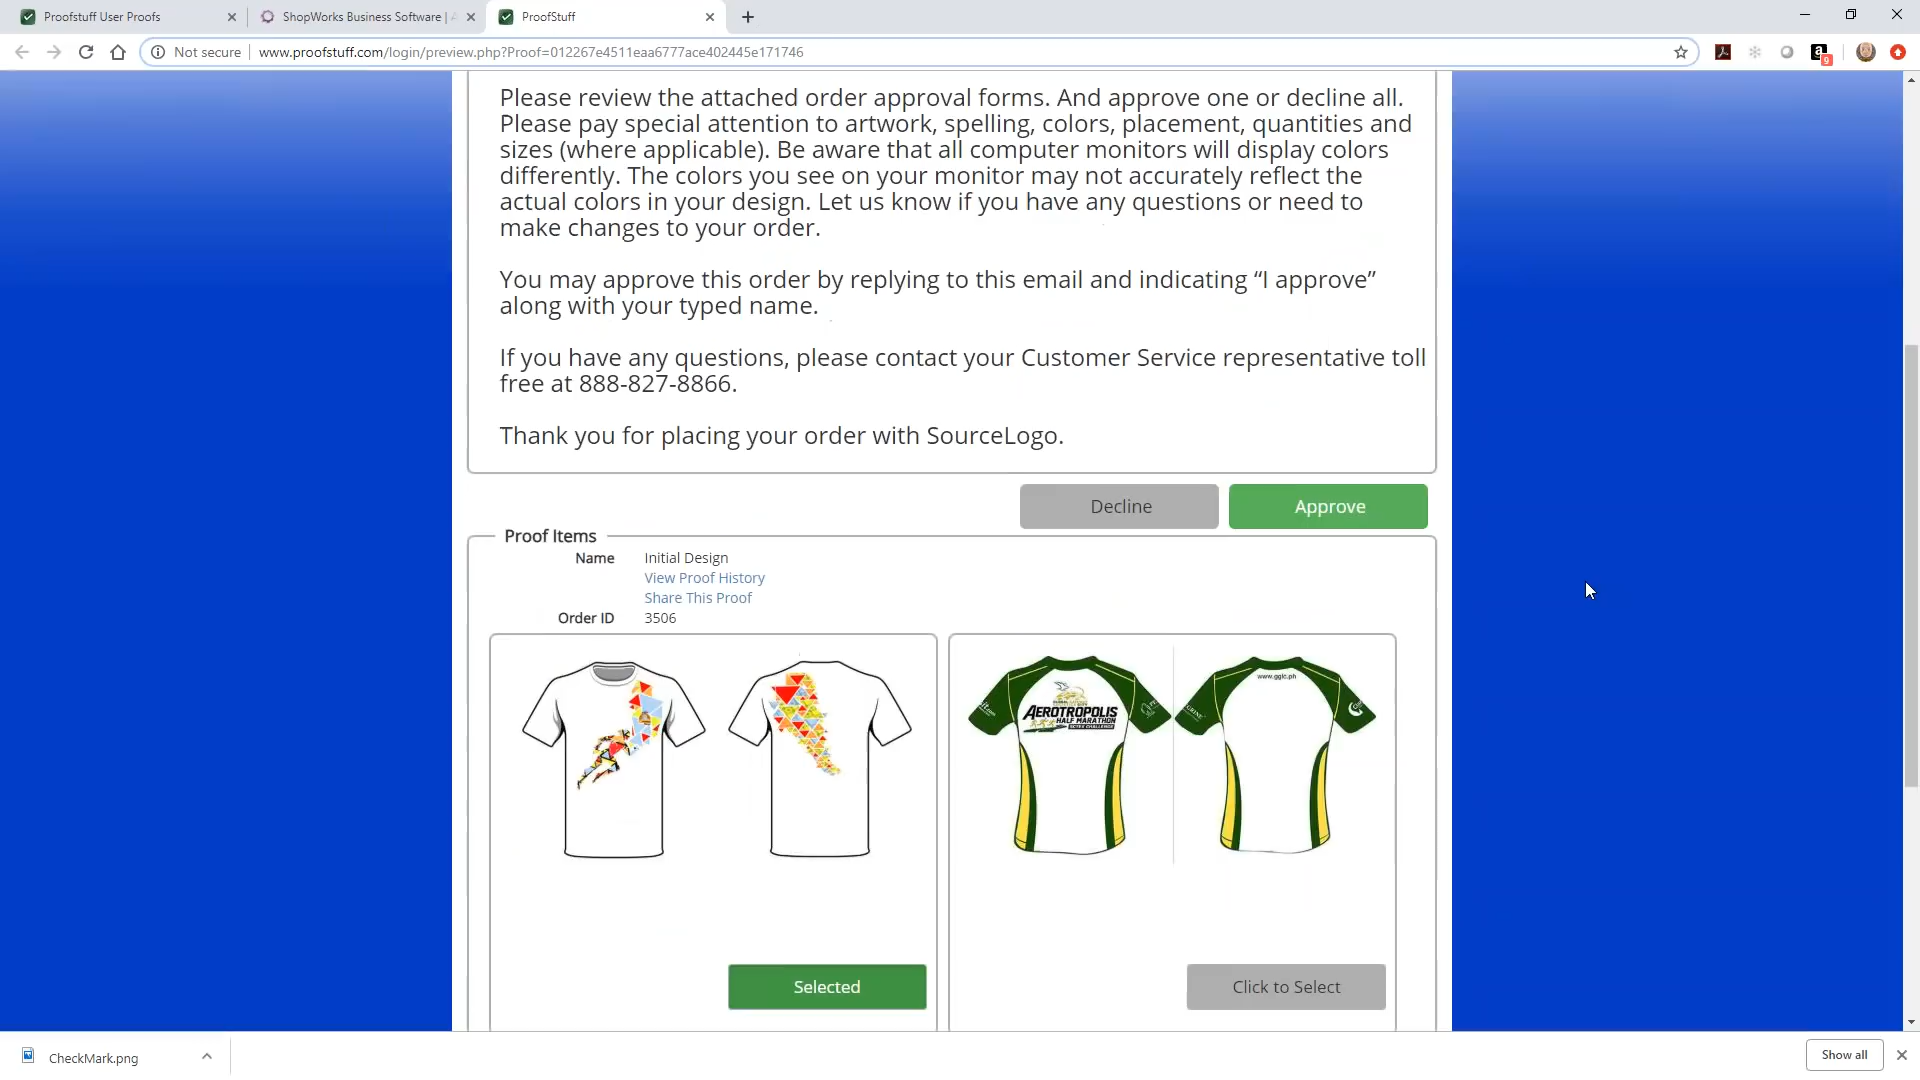 Proofstuff User Proofs
ShopWorks Business Software |
ProofStuff
Not secure
www.proofstuff.com/login/preview.php?Proof=012267e4511eaa6777ace402445e171746
9
Please review the attached order approval forms. And approve one or decline all.
Please pay special attention to artwork, spelling, colors, placement, quantities and
sizes (where applicable). Be aware that all computer monitors will display colors
differently. The colors you see on your monitor may not accurately reflect the
actual colors in your design. Let us know if you have any questions or need to
make changes to your order.
You may approve this order by replying to this email and indicating “I approve”
along with your typed name.
If you have any questions, please contact your Customer Service representative toll
free at 888-827-8866.
Thank you for placing your order with SourceLogo.
Decline
Approve
Proof Items
Name Initial Design
View Proof History
Share This Proof
Order ID 3506
AEROTROPOLIS
HALF MARATHON
www.gglc.ph
Selected
Click to Select
CheckMark.png
Show all